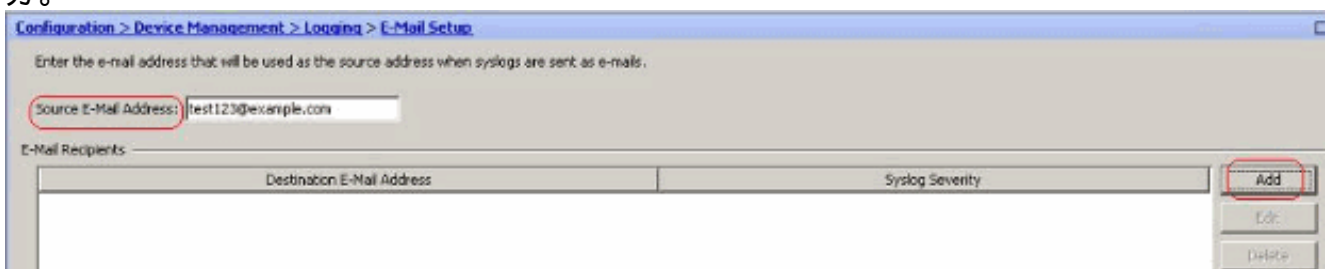 Configuration > Device Management > Logging > E-Mail Setup
Enter the e-mail address that will be used as the source address when syslogs are sent as e-mails.
Source E-Mail Address: test123@example.com
E-Mail Recipients
Destination E-Mail Address Syslog Severity Add
Edit
Delete